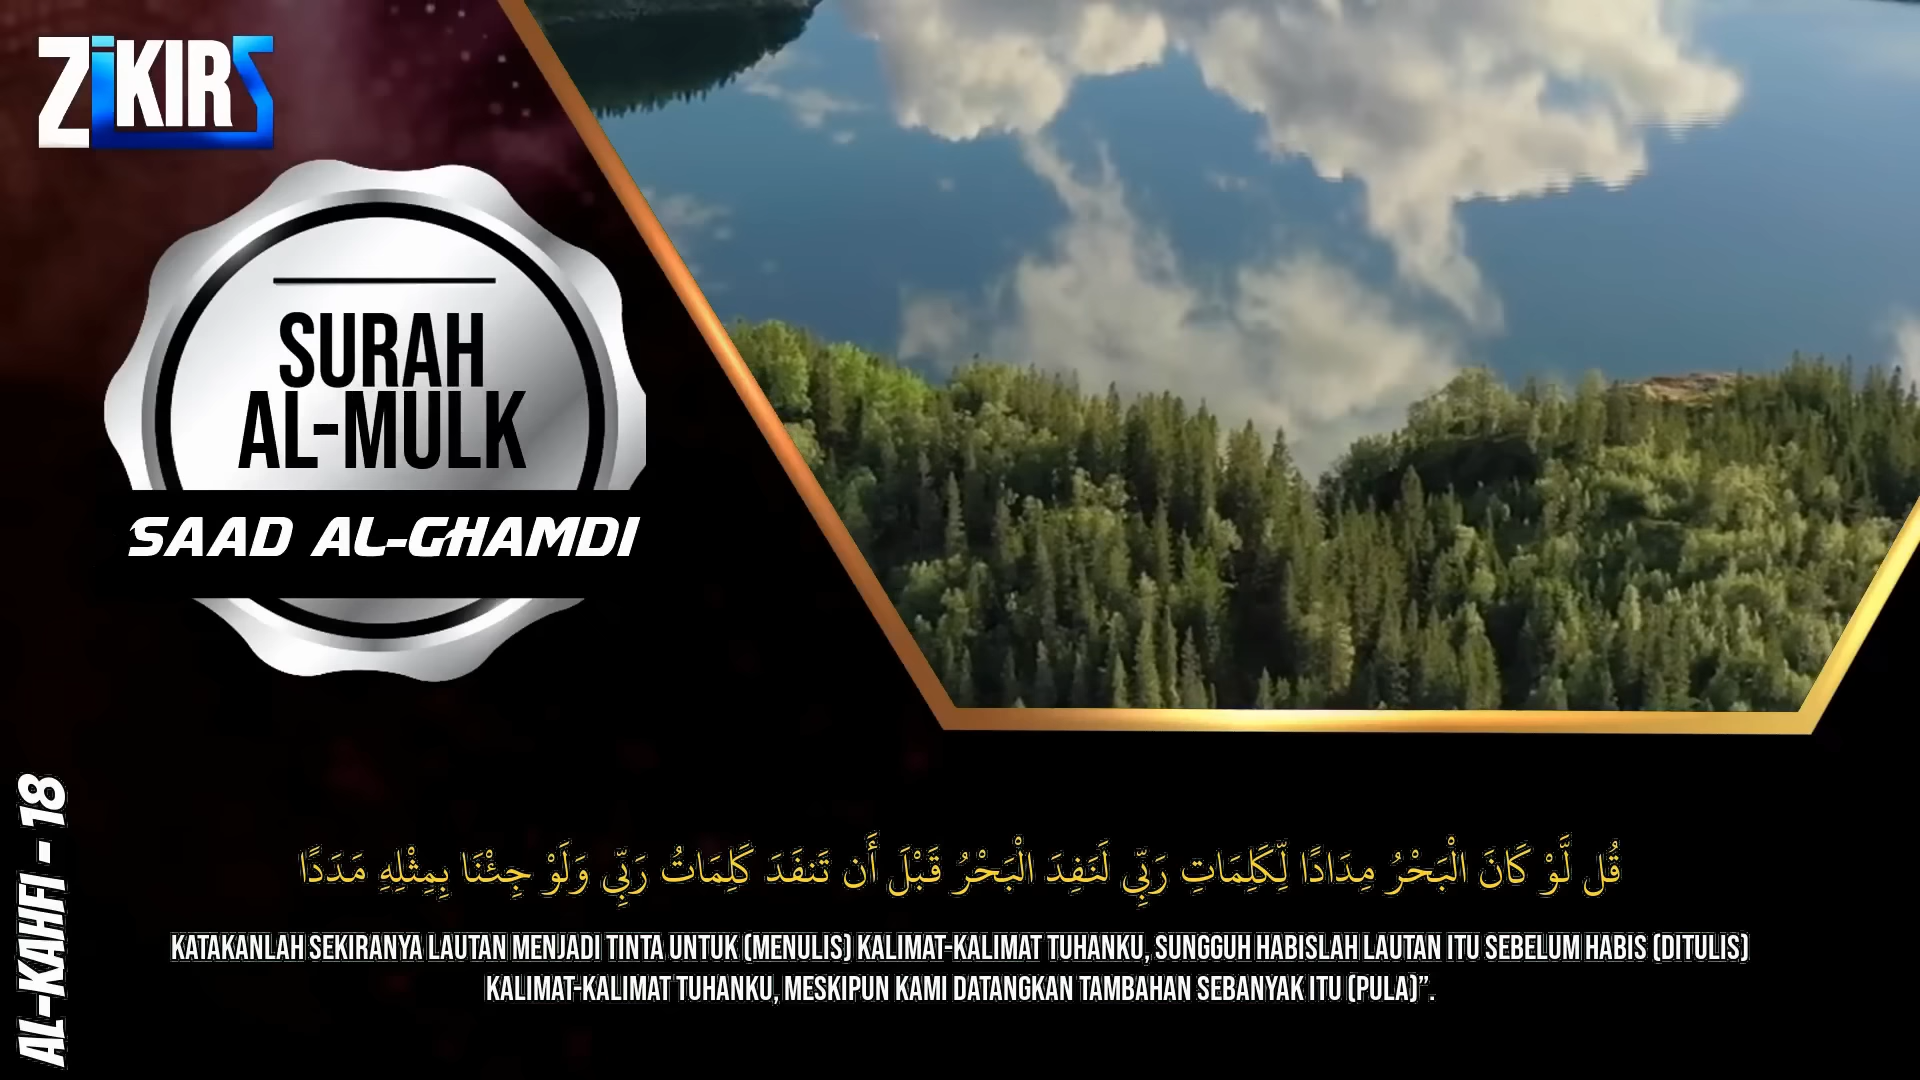 ZiKIRS
SURAH
AL-MULK
SAAD AL-GHAMDI
AL-KAHFI - 18
قُل لَّوْ كَانَ الْبَحْرُ مِدَادًا لِّكَلِمَاتِ رَبِّي لَنَفِدَ الْبَحْرُ قَبْلَ أَن تَنفَدَ كَلِمَاتُ رَبِّي وَلَوْ جِئْنَا بِمِثْلِهِ مَدَدًا
KATAKANLAH SEKIRANYA LAUTAN MENJADI TINTA UNTUK (MENULIS) KALIMAT-KALIMAT TUHANKU, SUNGGUH HABISLAH LAUTAN ITU SEBELUM HABIS (DITULIS)
KALIMAT-KALIMAT TUHANKU, MESKIPUN KAMI DATANGKAN TAMBAHAN SEBANYAK ITU (PULA)”.